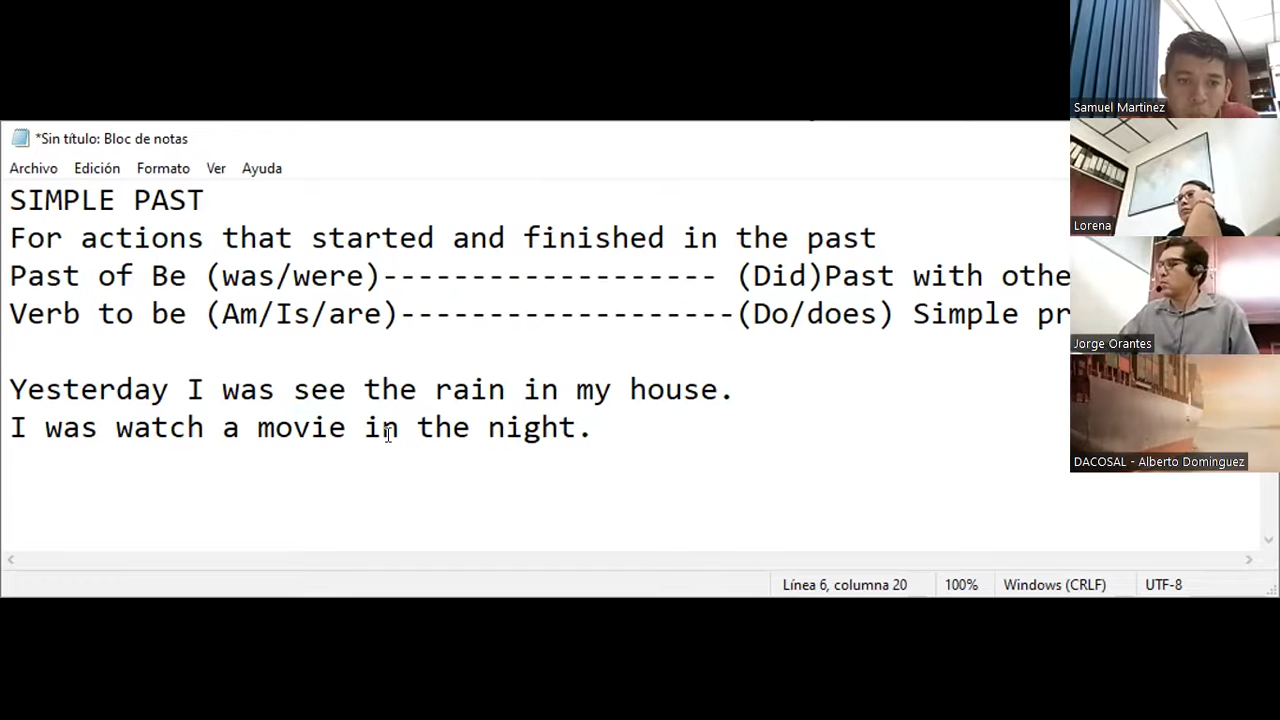 *Sin título: Bloc de notas
Archivo Edición Formato Ver Ayuda
SIMPLE PAST
For actions that started and finished in the past
Past of Be (was/were)------------------- (Did)Past with othe
Verb to be (Am/Is/are)-------------------(Do/does) Simple pr
Yesterday I was see the rain in my house.
I was watch a movie in the night.
Línea 6, columna 20 100% Windows (CRLF) UTF-8
Samuel Martinez
Lorena
Jorge Orantes
DACOSAL - Alberto Dominguez